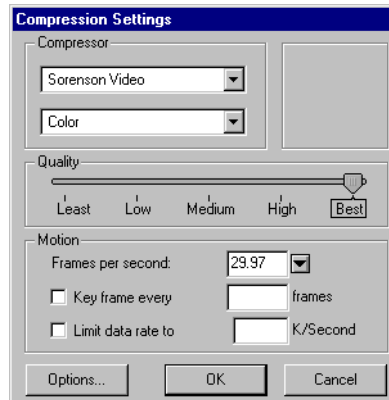 Compression Settings
Compressor
Sorenson Video
Color
Quality
Least Low Medium High Best
Motion
Frames per second: 29.97
Key frame every frames
Limit data rate to K/Second
Options... OK Cancel